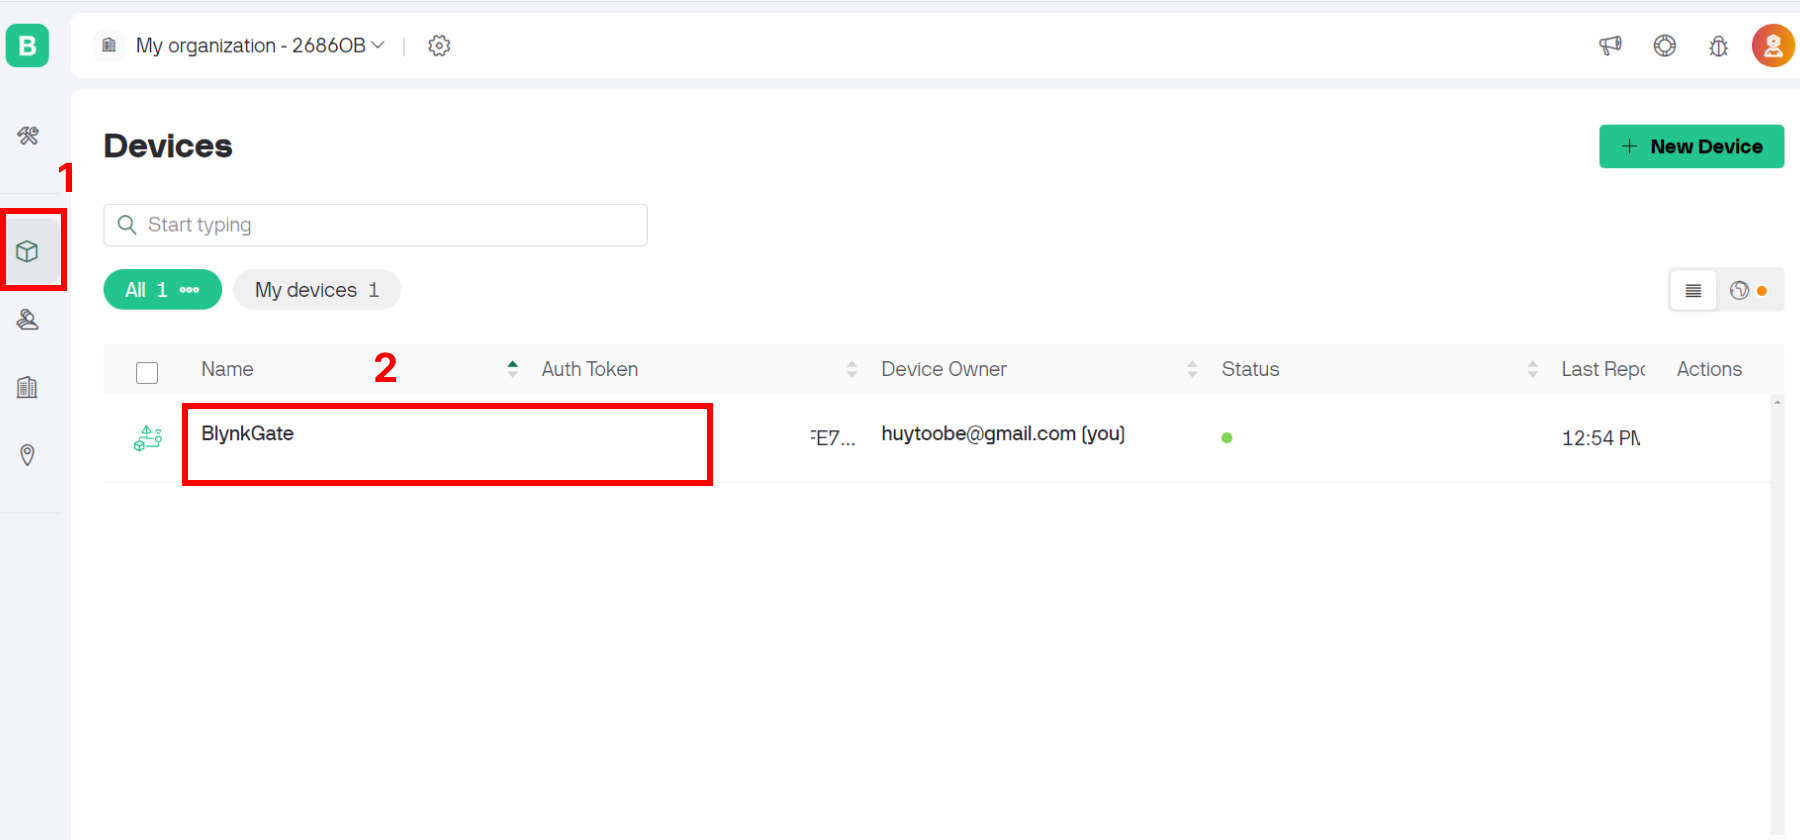 B
My organization - 2686OB
Devices
+ New Device
1
Start typing
All 1
My devices 1
2
Name
Auth Token
Device Owner
Status
Last Repo
Actions
BlynkGate
FE7...
huytoobe@gmail.com (you)
12:54 PM